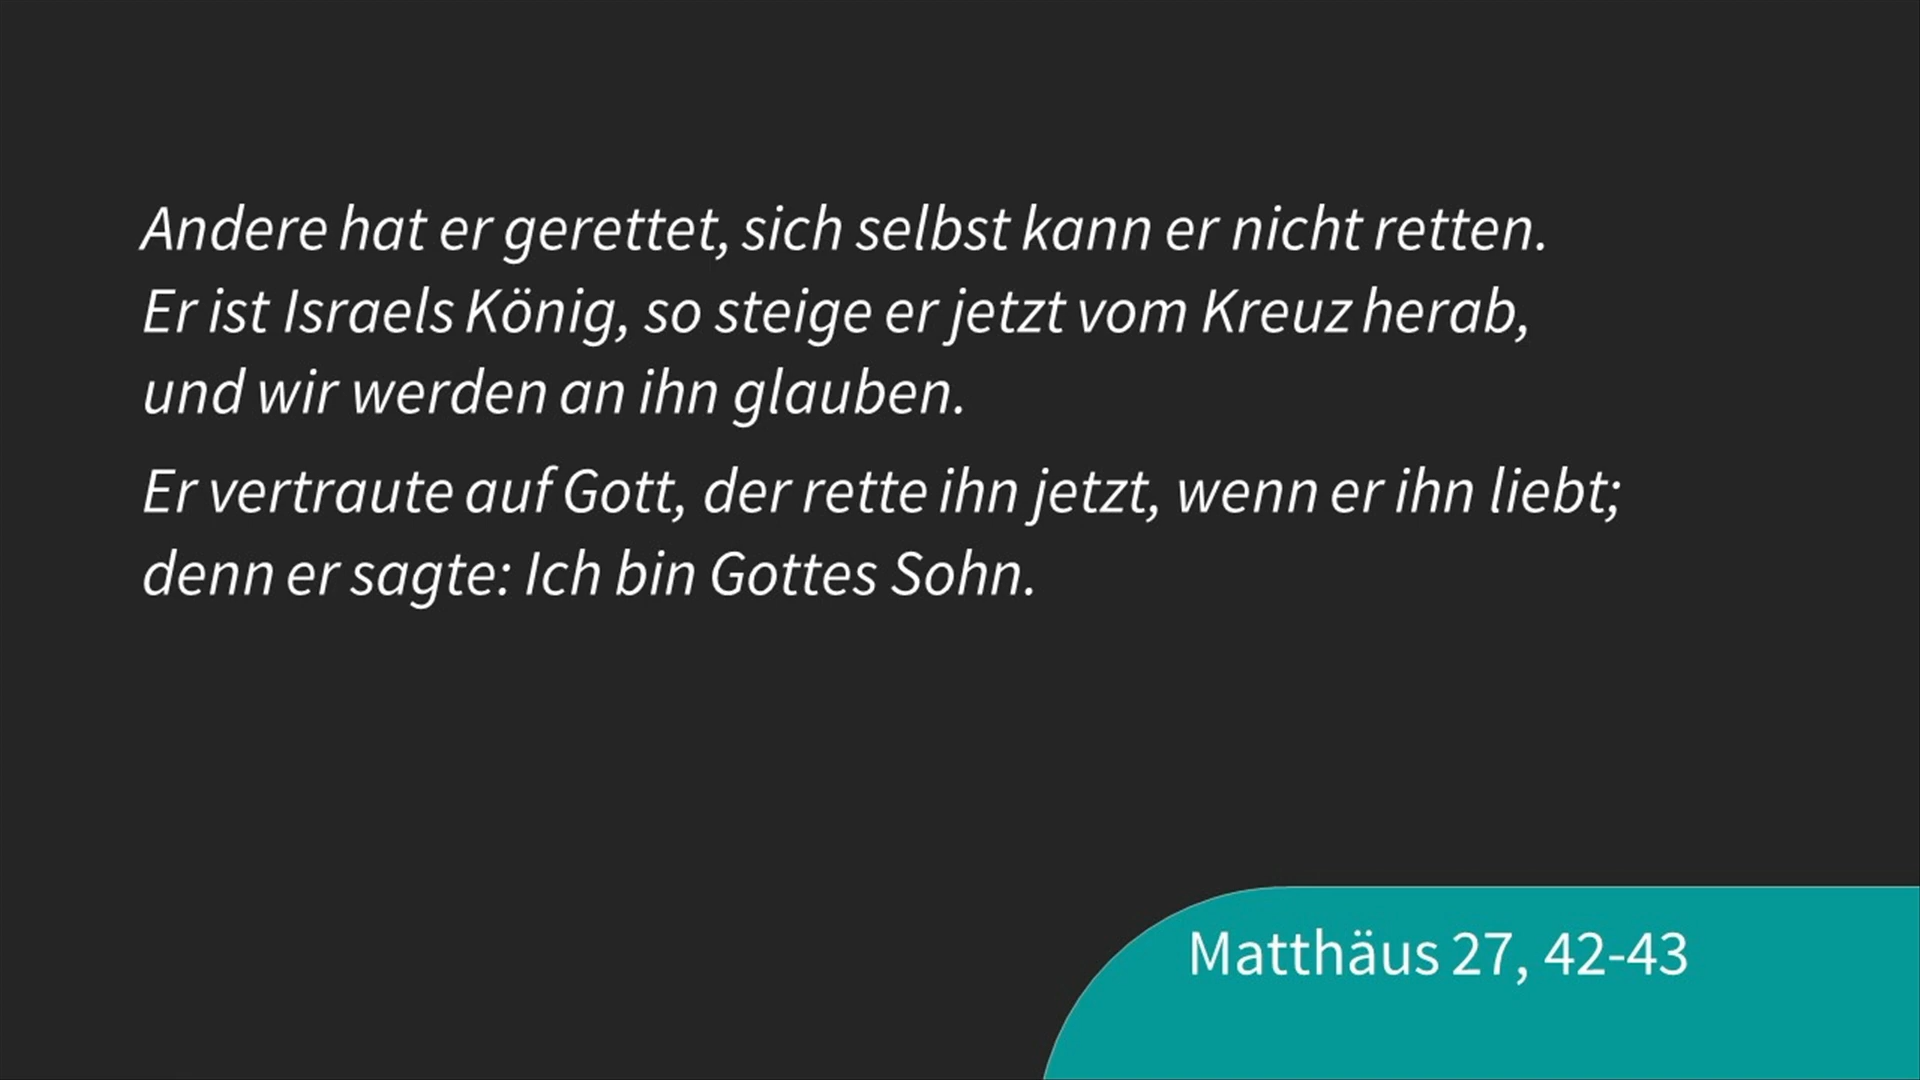 Andere hat er gerettet, sich selbst kann er nicht retten.
Er ist Israels König, so steige er jetzt vom Kreuz herab,
und wir werden an ihn glauben.
Er vertraute auf Gott, der rette ihn jetzt, wenn er ihn liebt;
denn er sagte: Ich bin Gottes Sohn.
Matthäus 27, 42-43